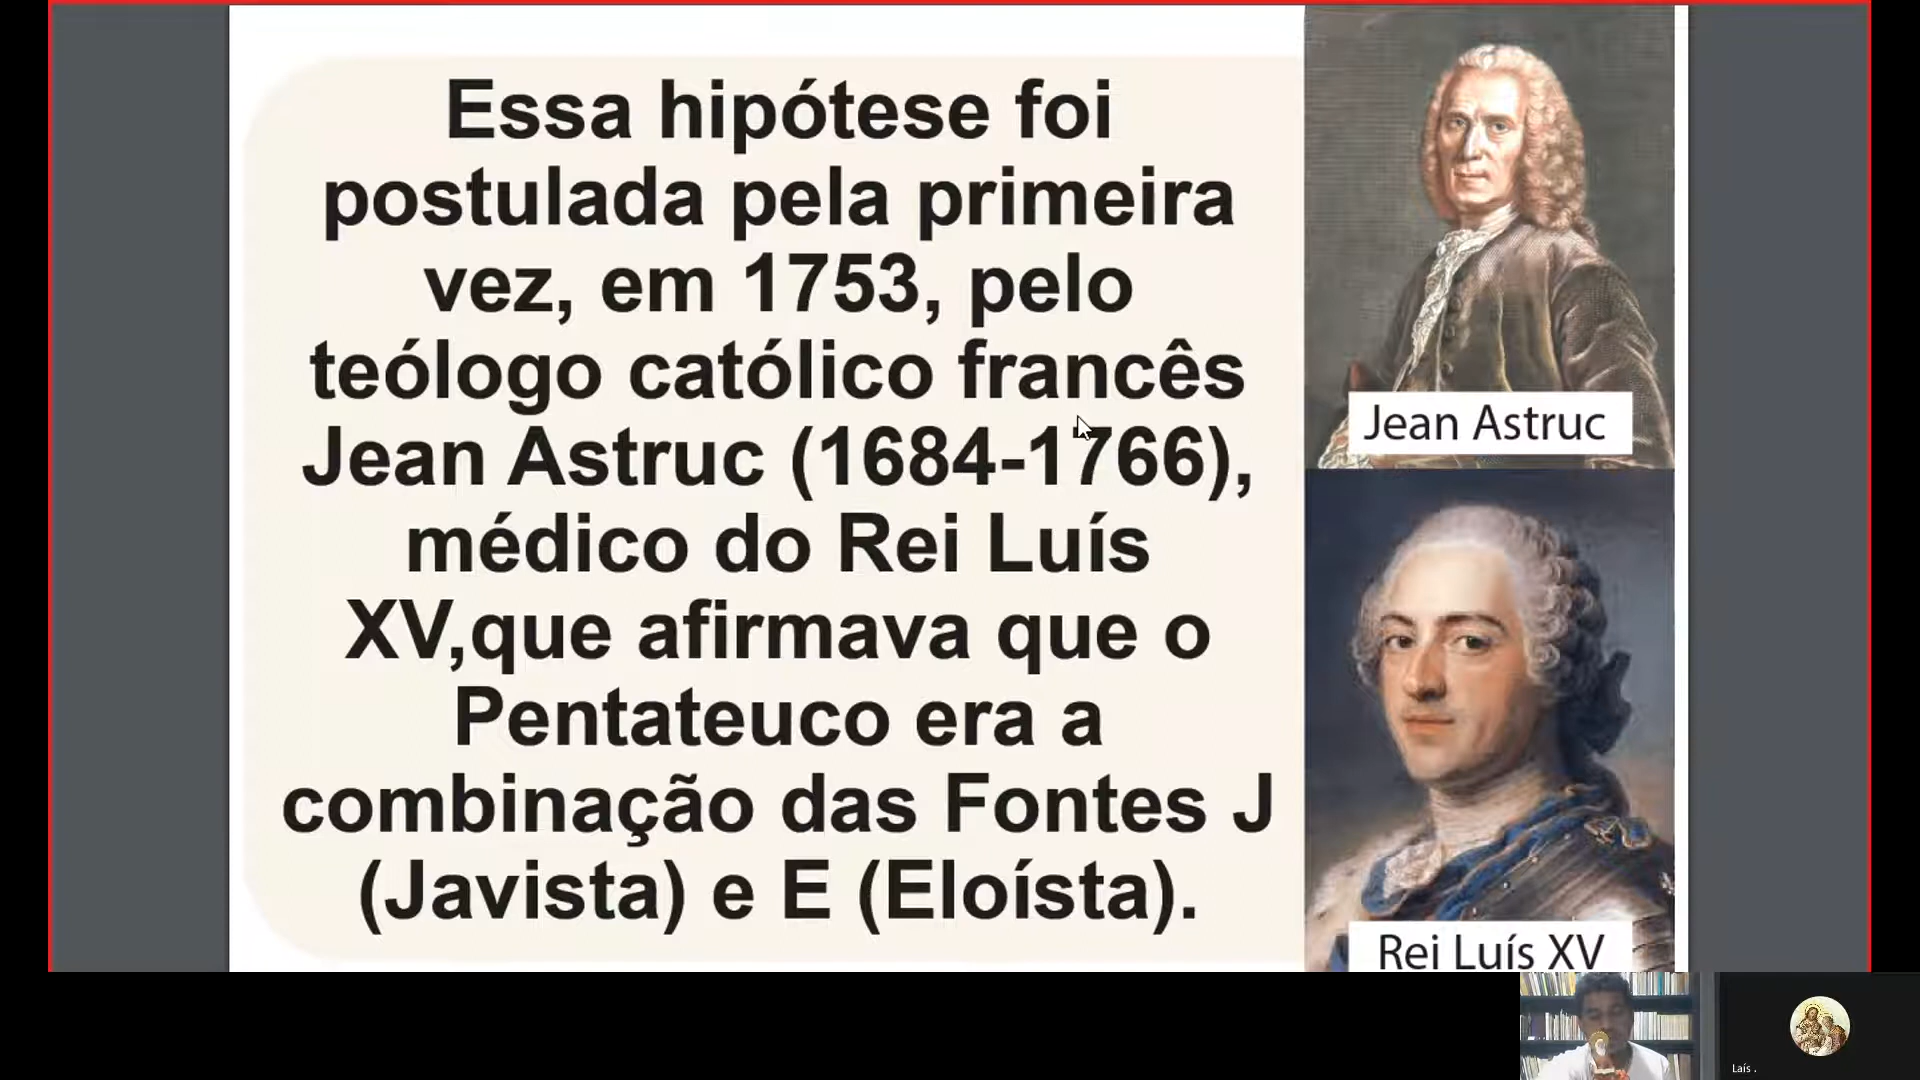 Essa hipótese foi
postulada pela primeira
vez, em 1753, pelo
teólogo católico francês
Jean Astruc (1684-1766),
médico do Rei Luís
XV,que afirmava que o
Pentateuco era a
combinação das Fontes J
(Javista) e E (Eloísta).
Jean Astruc
Rei Luís XV
Laís .